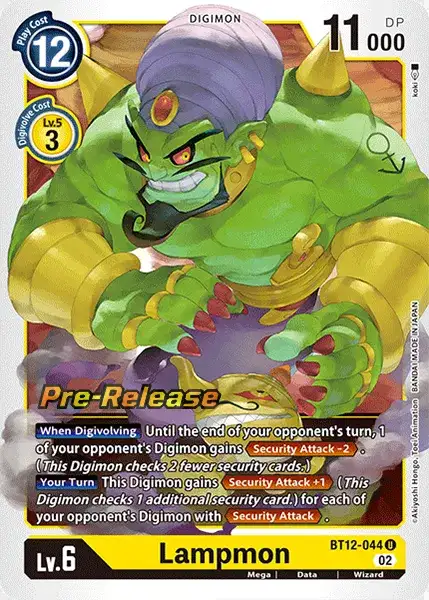 Play Cost
12
DIGIMON
11000
DP
koki
Digivolve Cost
Lv.5
3
Pre-Release
When Digivolving Until the end of your opponent's turn, 1
of your opponent's Digimon gains Security Attack -2 .
(This Digimon checks 2 fewer security cards.)
Your Turn This Digimon gains Security Attack +1 (This
Digimon checks 1 additional security card.) for each of
your opponent's Digimon with Security Attack .
©Akiyoshi Hongo, Toei Animation BANDAI MADE IN JAPAN
Lv.6
Lampmon
BT12-044 U
02
Mega | Data | Wizard